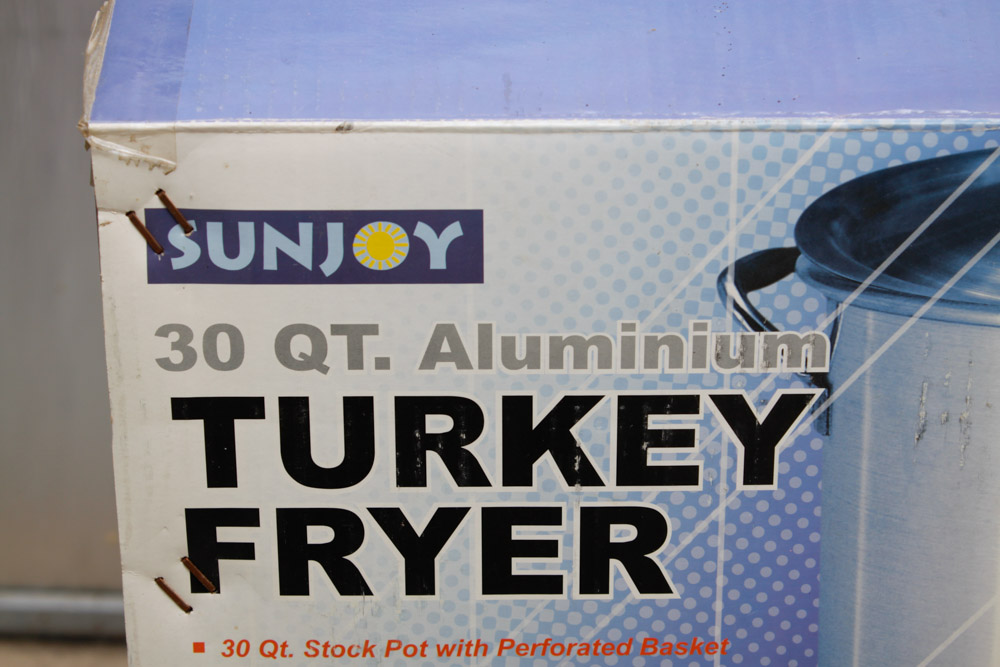 SUNJOY
30 QT. Aluminium
TURKEY
FRYER
30 Qt. Stock Pot with Perforated Basket